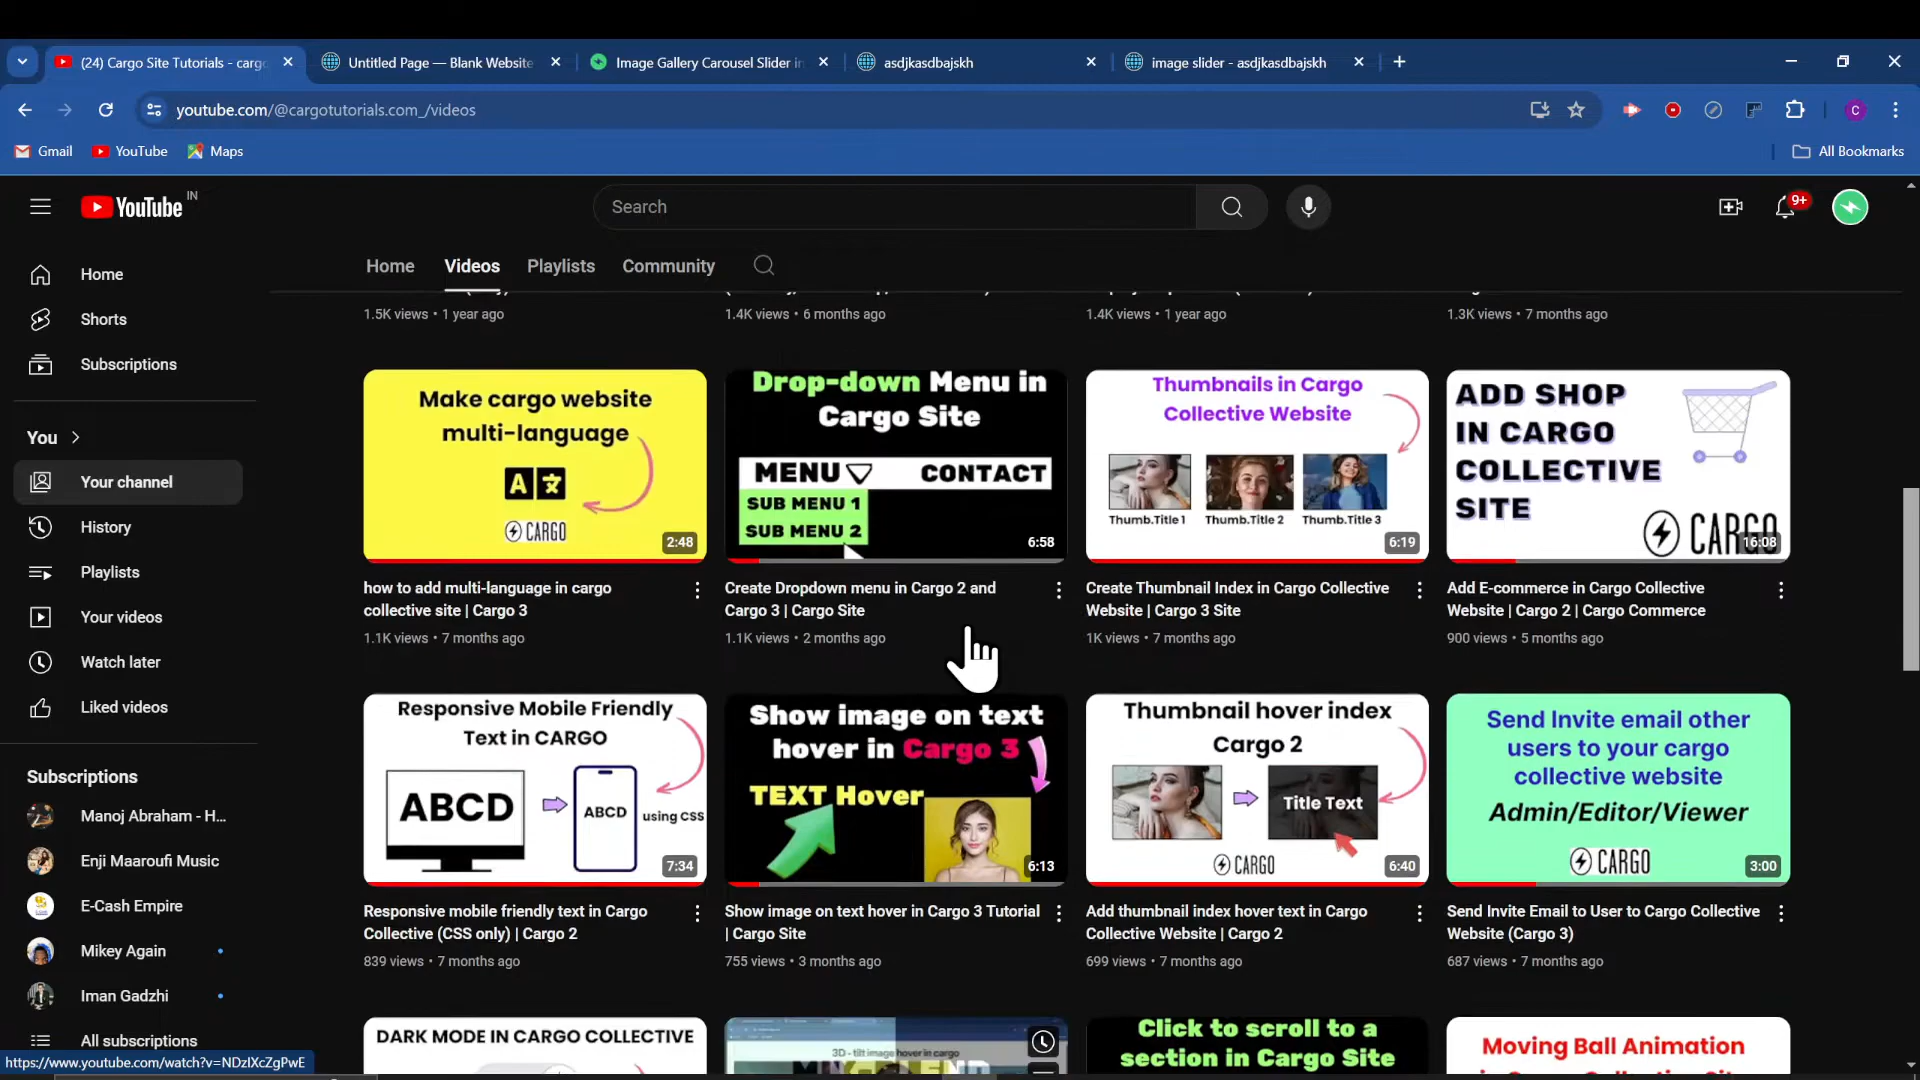 (24) Cargo Site Tutorials - carg
Untitled Page — Blank Website
Image Gallery Carousel Slider in
asdjkasdbajskh
image slider - asdjkasdbajskh
youtube.com/@cargotutorials.com_/videos
C
Gmail
YouTube
Maps
All Bookmarks
YouTube IN
Search
9+
Home
Videos
Playlists
Community
Home
Shorts
Subscriptions
You
Your channel
History
Playlists
Your videos
Watch later
Liked videos
Subscriptions
Manoj Abraham - H...
Enji Maaroufi Music
E-Cash Empire
Mikey Again
Iman Gadzhi
All subscriptions
https://www.youtube.com/watch?v=NDzIXcZgPwE
1.5K views • 1 year ago
1.4K views • 6 months ago
1.4K views • 1 year ago
1.3K views • 7 months ago
Make cargo website
multi-language
A
CARGO
2:48
how to add multi-language in cargo
collective site | Cargo 3
1.1K views • 7 months ago
Drop-down Menu in
Cargo Site
MENU
CONTACT
SUB MENU 1
SUB MENU 2
6:58
Create Dropdown menu in Cargo 2 and
Cargo 3 | Cargo Site
1.1K views • 2 months ago
Thumbnails in Cargo
Collective Website
Thumb.Title 1
Thumb.Title 2
Thumb.Title 3
6:19
Create Thumbnail Index in Cargo Collective
Website | Cargo 3 Site
1K views • 7 months ago
ADD SHOP
IN CARGO
COLLECTIVE
SITE
CARGO
16:08
Add E-commerce in Cargo Collective
Website | Cargo 2 | Cargo Commerce
900 views • 5 months ago
Responsive Mobile Friendly
Text in CARGO
ABCD
ABCD
using CSS
7:34
Responsive mobile friendly text in Cargo
Collective (CSS only) | Cargo 2
839 views • 7 months ago
Show image on text
hover in Cargo 3
TEXT Hover
6:13
Show image on text hover in Cargo 3 Tutorial
| Cargo Site
755 views • 3 months ago
Thumbnail hover index
Cargo 2
Title Text
CARGO
6:40
Add thumbnail index hover text in Cargo
Collective Website | Cargo 2
699 views • 7 months ago
Send Invite email other
users to your cargo
collective website
Admin/Editor/Viewer
CARGO
3:00
Send Invite Email to User to Cargo Collective
Website (Cargo 3)
687 views • 7 months ago
DARK MODE IN CARGO COLLECTIVE
3D - tilt image hover in cargo
Click to scroll to a
section in Cargo Site
Moving Ball Animation